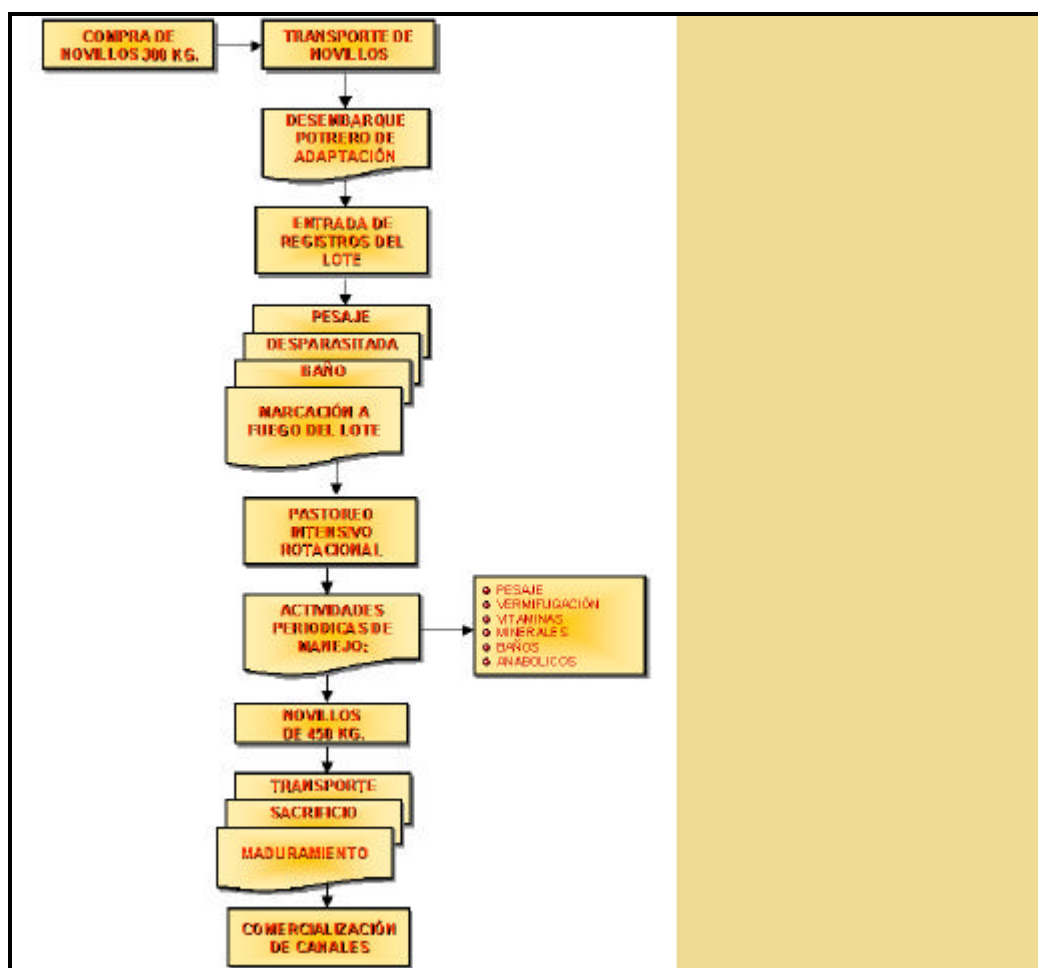 COMPRA DE
NOVILLOS 300 KG.
TRANSPORTE DE
NOVILLOS
DESEMBARQUE
POTRERO DE
ADAPTACIÓN
ENTRADA DE
REGISTROS DEL
LOTE
PESAJE
DESPARASITADA
BAÑO
MARCACIÓN A
FUEGO DEL LOTE
PASTOREO
INTENSIVO
ROTACIONAL
ACTIVIDADES
PERIODICAS DE
MANEJO:
PESAJE
VERMIFUGACIÓN
VITAMINAS
MINERALES
BAÑOS
ANABOLICOS
NOVILLOS
DE 450 KG.
TRANSPORTE
SACRIFICIO
MADURAMIENTO
COMERCIALIZACIÓN
DE CANALES